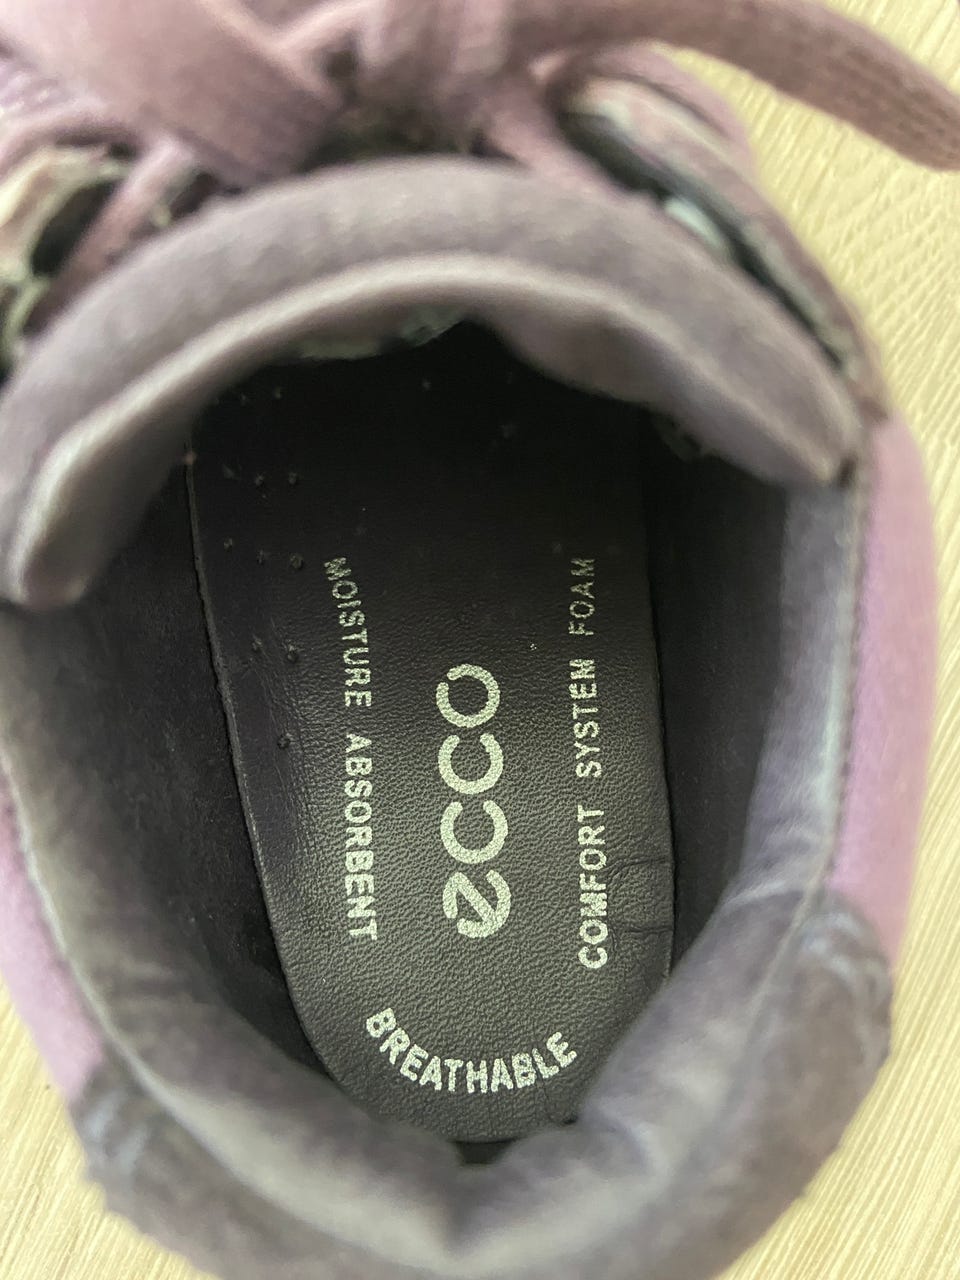 MOISTURE ABSORBENT
ecco
COMFORT SYSTEM FOAM
BREATHABLE